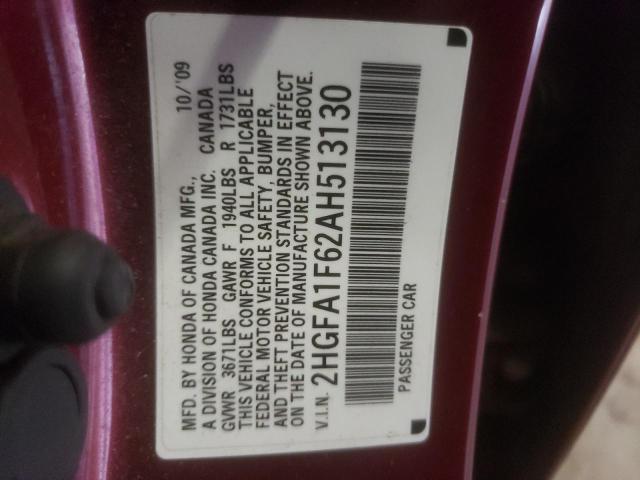 MFD. BY HONDA OF CANADA MFG., 10/'09
A DIVISION OF HONDA CANADA INC. CANADA
GVWR 3671LBS GAWR F 1940LBS R 1731LBS
THIS VEHICLE CONFORMS TO ALL APPLICABLE
FEDERAL MOTOR VEHICLE SAFETY, BUMPER,
AND THEFT PREVENTION STANDARDS IN EFFECT
ON THE DATE OF MANUFACTURE SHOWN ABOVE.
V.I.N. 2HGFA1F62AH513130
PASSENGER CAR